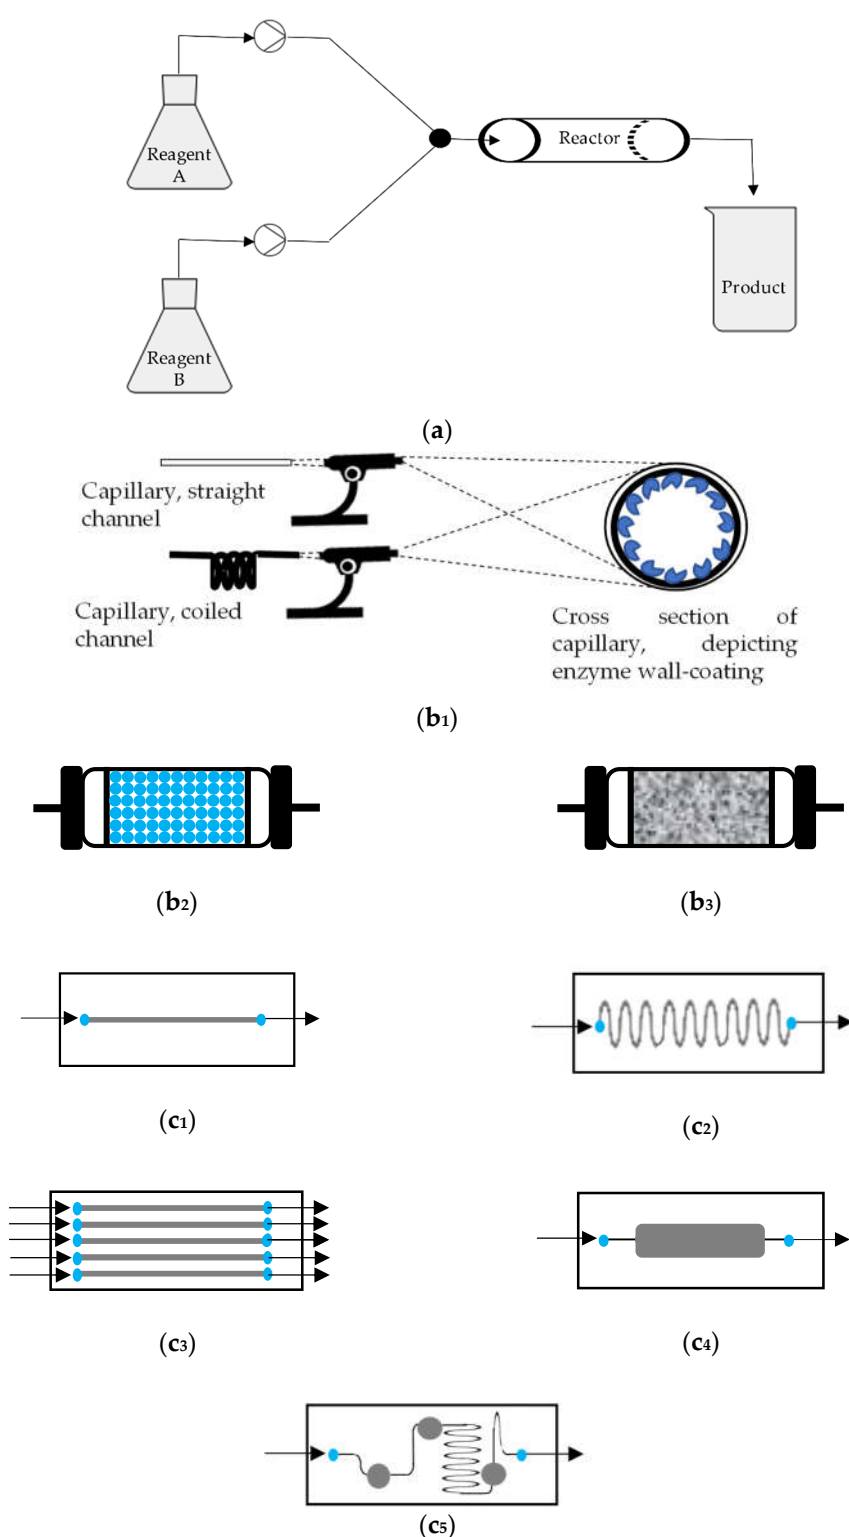 Reagent
A
Reactor
Product
Reagent
B
(a)
Capillary, straight
channel
Capillary, coiled
channel
Cross section of
capillary, depicting
enzyme wall-coating
(b1)
(b2)
(b3)
(c1)
(c2)
(c3)
(c4)
(c5)